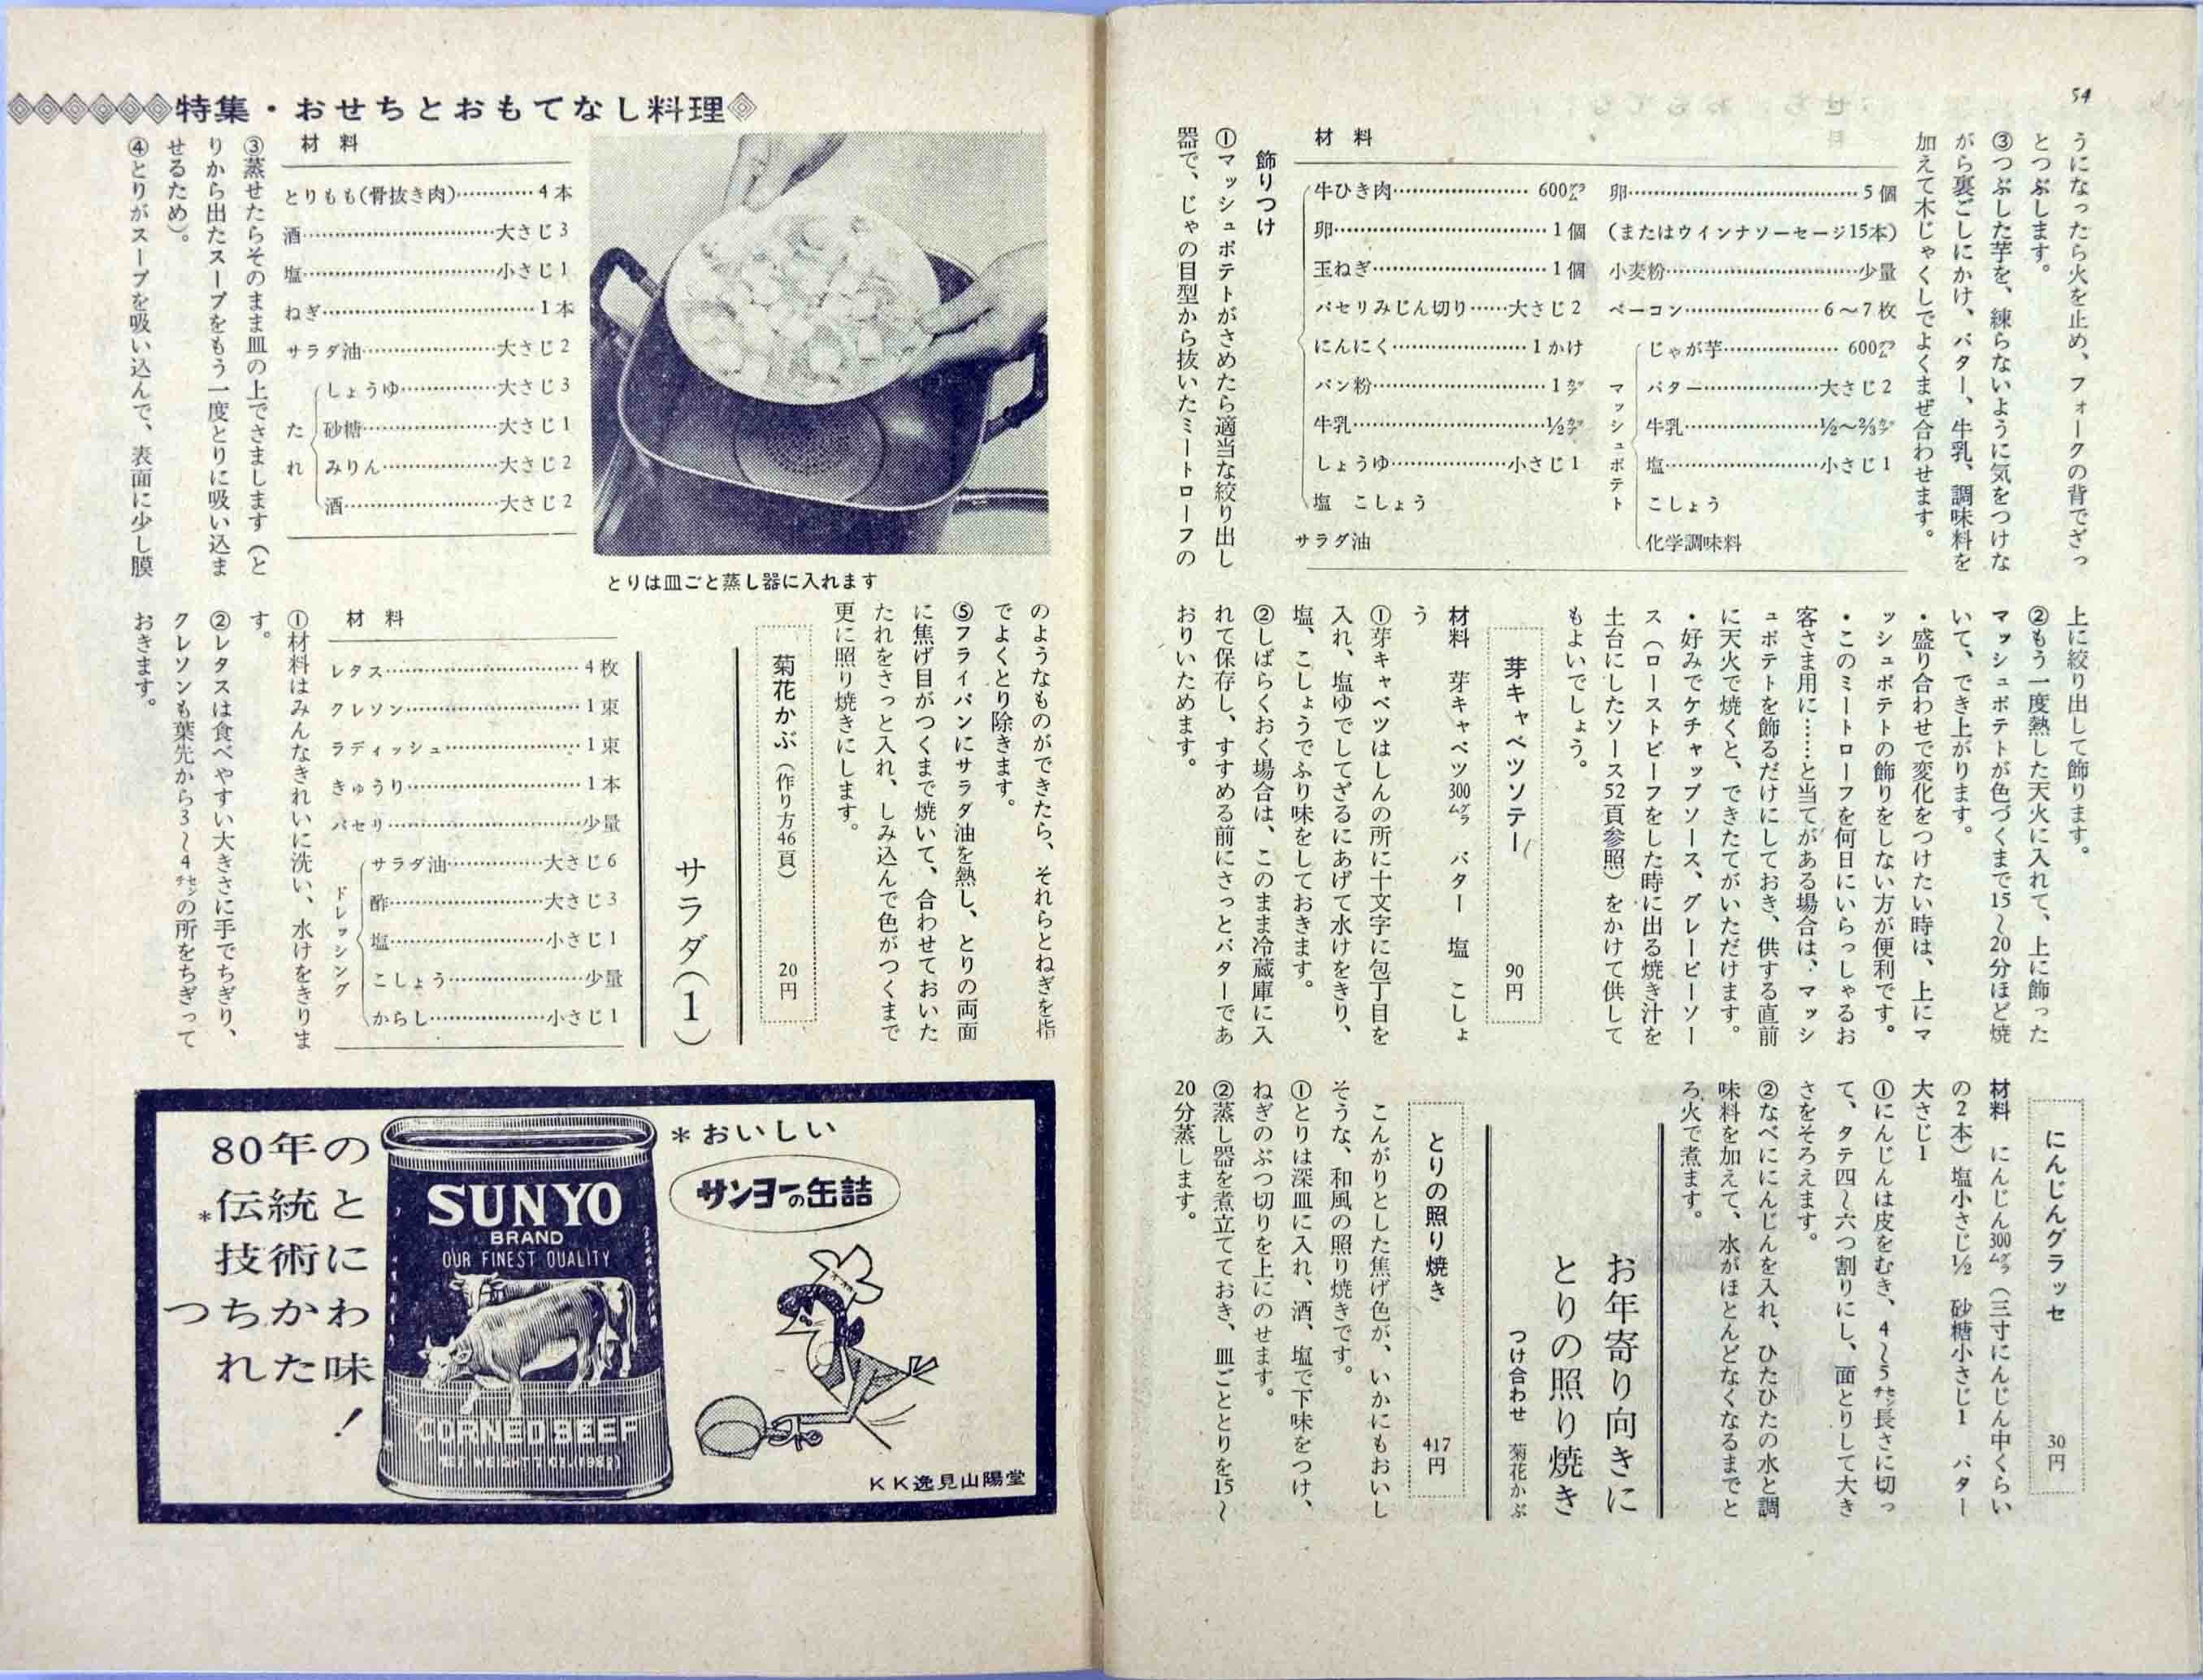 54
うになったら火を止め、フォークの背でざっ
とつぶします。
③つぶした芋を、練らないように気をつけな
がら裏ごしにかけ、バター、牛乳、調味料を
加えて木じゃくしでよくまぜ合わせます。
材料
牛ひき肉…………………600グラム
卵……………………………1個
玉ねぎ………………………1個
パセリみじん切り……大さじ2
にんにく…………………1かけ
パン粉………………………1カップ
牛乳…………………………½カップ
しょうゆ………………小さじ1
塩 こしょう
サラダ油
卵……………………………5個
(またはウインナソーセージ15本)
小麦粉………………………少量
ベーコン…………………6〜7枚
マッシュポテト
じゃが芋………………600グラム
バター………………大さじ2
牛乳…………………½〜⅔カップ
塩……………………小さじ1
こしょう
化学調味料
飾りつけ
①マッシュポテトがさめたら適当な絞り出し
器で、じゃの目型から抜いたミートローフの
上に絞り出して飾ります。
②もう一度熱した天火に入れて、上に飾った
マッシュポテトが色づくまで15〜20分ほど焼
いて、でき上がります。
・盛り合わせで変化をつけたい時は、上にマ
ッシュポテトの飾りをしない方が便利です。
・このミートローフを何日にいらっしゃるお
客さま用に……と当てがある場合は、マッシ
ュポテトを飾るだけにしておき、供する直前
に天火で焼くと、できたてがいただけます。
・好みでケチャップソース、グレービーソー
ス(ローストビーフをした時に出る焼き汁を
土台にしたソース52頁参照)をかけて供して
もよいでしょう。
芽キャベツソテー 90円
材料 芽キャベツ300グラム バター 塩 こしょ
う
①芽キャベツはしんの所に十文字に包丁目を
入れ、塩ゆでしてざるにあげて水けをきり、
塩、こしょうでふり味をしておきます。
②しばらくおく場合は、このまま冷蔵庫に入
れて保存し、すすめる前にさっとバターであ
おりいためます。
にんじんグラッセ 30円
材料 にんじん300グラム(三寸にんじん中くらい
の2本) 塩小さじ½ 砂糖小さじ1 バター
大さじ1
①にんじんは皮をむき、4〜5センチ長さに切っ
て、タテ四〜六つ割りにし、面とりして大き
さをそろえます。
②なべににんじんを入れ、ひたひたの水と調
味料を加えて、水がほとんどなくなるまでと
ろ火で煮ます。
お年寄り向きに
とりの照り焼き
つけ合わせ 菊花かぶ
とりの照り焼き 417円
こんがりとした焦げ色が、いかにもおいし
そうな、和風の照り焼きです。
①とりは深皿に入れ、酒、塩で下味をつけ、
ねぎのぶつ切りを上にのせます。
②蒸し器を煮立てておき、皿ごととりを15〜
20分蒸します。
特集・おせちとおもてなし料理
とりは皿ごと蒸し器に入れます
材料
とりもも(骨抜き肉)…………4本
酒…………………………大さじ3
塩…………………………小さじ1
ねぎ…………………………1本
サラダ油…………………大さじ2
たれ
しょうゆ……………大さじ3
砂糖…………………大さじ1
みりん………………大さじ2
酒……………………大さじ2
③蒸せたらそのまま皿の上でさまします(と
りから出たスープをもう一度とりに吸い込ま
せるため)。
④とりがスープを吸い込んで、表面に少し膜
のようなものができたら、それらとねぎを指
でよくとり除きます。
⑤フライパンにサラダ油を熱し、とりの両面
に焦げ目がつくまで焼いて、合わせておいた
たれをさっと入れ、しみ込んで色がつくまで
更に照り焼きにします。
菊花かぶ(作り方46頁) 20円
サラダ(1)
材料
レタス…………………………4枚
クレソン………………………1束
ラディッシュ…………………1束
きゅうり………………………1本
パセリ…………………………少量
ドレッシング
サラダ油……………大さじ6
酢……………………大さじ3
塩……………………小さじ1
こしょう…………………少量
からし………………小さじ1
①材料はみんなきれいに洗い、水けをきりま
す。
②レタスは食べやすい大きさに手でちぎり、
クレソンも葉先から3〜4センチの所をちぎって
おきます。
*おいしい
サンヨーの缶詰
80年の
*伝統と
技術に
つちかわ
れた味
!
SUNYO
BRAND
OUR FINEST QUALITY
CORNED BEEF
KK逸見山陽堂